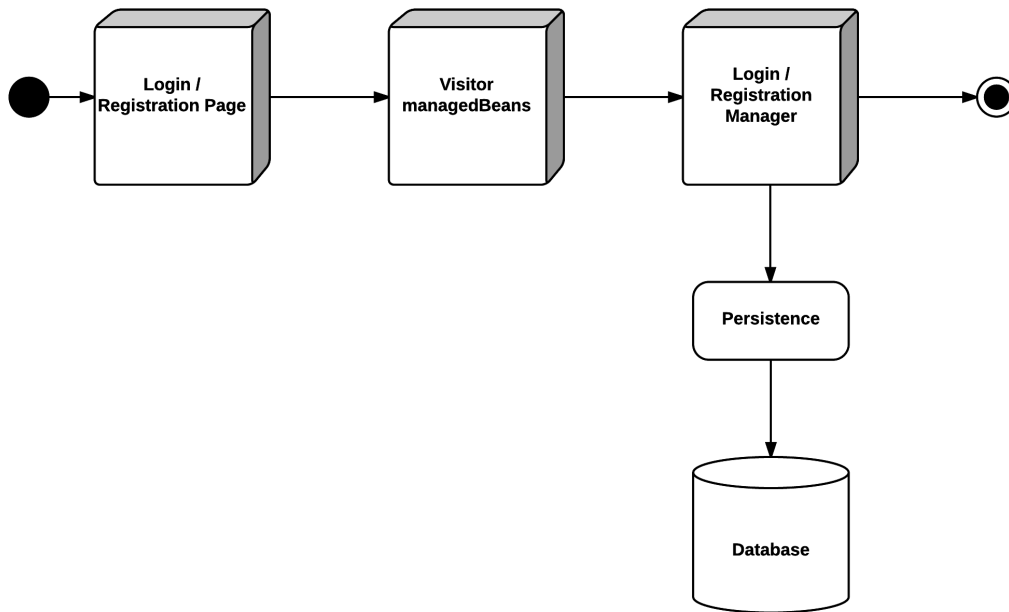 Login /
Registration Page
Visitor
managedBeans
Login /
Registration
Manager
Persistence
Database